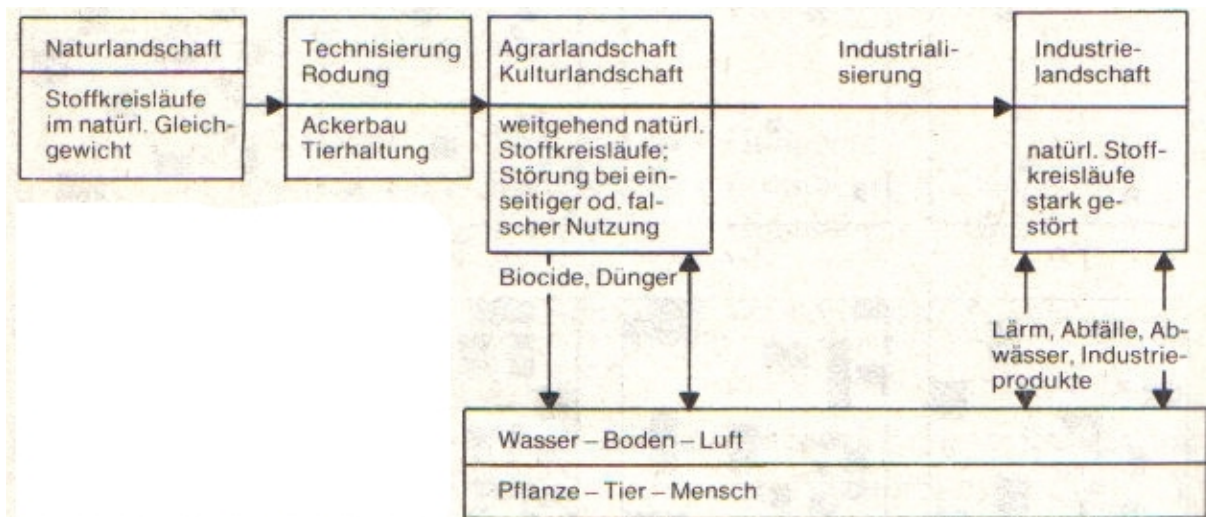 Naturlandschaft
Stoffkreisläufe
im natürl. Gleich-
gewicht
Technisierung
Rodung
Ackerbau
Tierhaltung
Agrarlandschaft
Kulturlandschaft
weitgehend natürl.
Stoffkreisläufe;
Störung bei ein-
seitiger od. fal-
scher Nutzung
Industriali-
sierung
Industrie-
landschaft
natürl. Stoff-
kreisläufe
stark ge-
stört
Biocide, Dünger
Lärm, Abfälle, Ab-
wässer, Industrie-
produkte
Wasser – Boden – Luft
Pflanze – Tier – Mensch